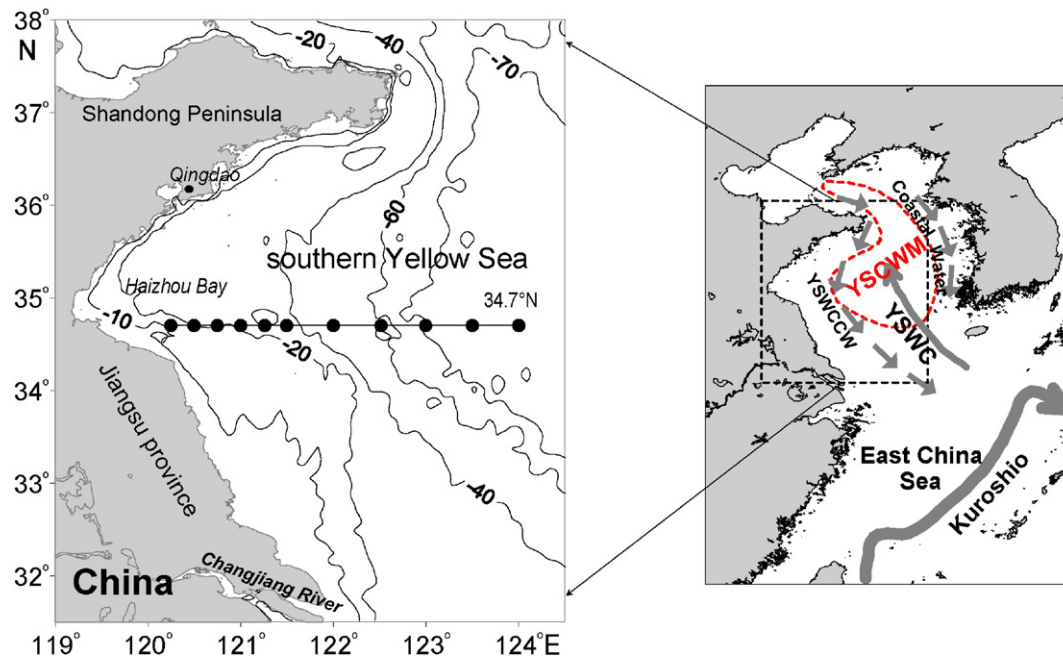 38°
N
37°
36°
35°
34°
33°
32°
119°
120°
121°
122°
123°
124°E
-20
-40
-70
Shandong Peninsula
Qingdao
-60
southern Yellow Sea
Haizhou Bay
34.7°N
-10
-20
Jiangsu province
-40
China
Changjiang River
Coastal Water
YSCWM
YSWCCW
YSWC
East China
Sea
Kuroshio